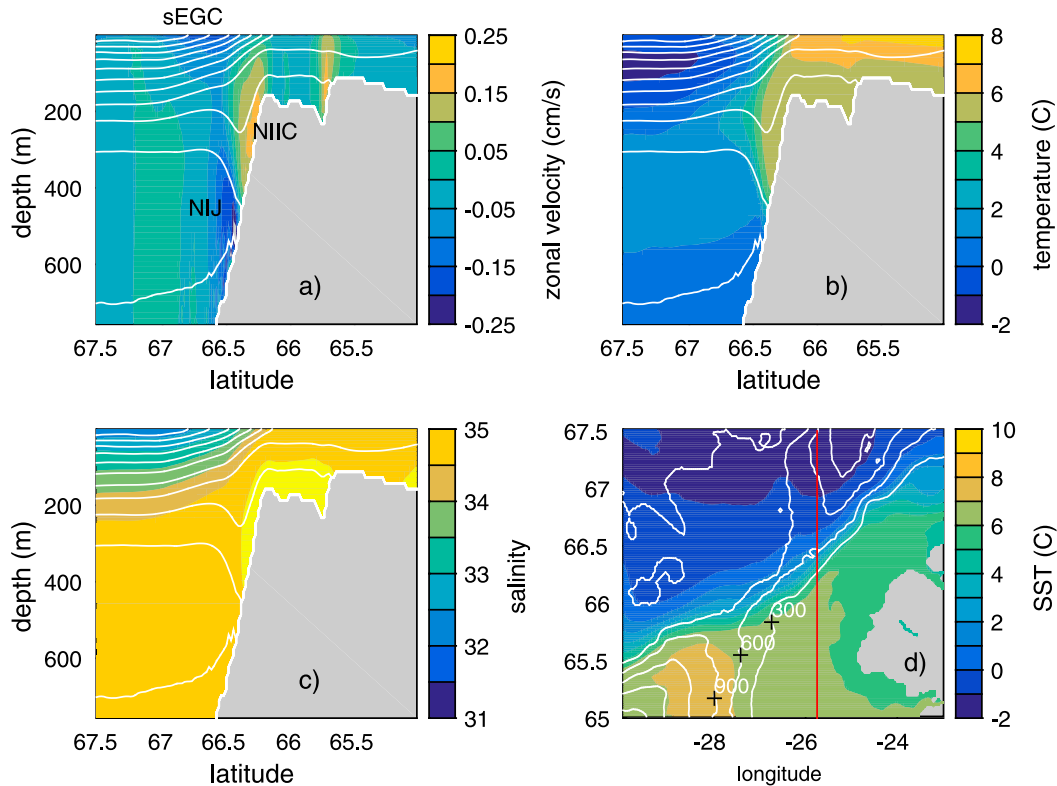 sEGC
NIIC
NIJ
a)
depth (m)
200
400
600
67.5 67 66.5 66 65.5
latitude
0.25
0.15
0.05
-0.05
-0.15
-0.25
zonal velocity (cm/s)
b)
200
400
600
67.5 67 66.5 66 65.5
latitude
8
6
4
2
0
-2
temperature (C)
c)
depth (m)
200
400
600
67.5 67 66.5 66 65.5
latitude
35
34
33
32
31
salinity
67.5
67
66.5
66
65.5
65
300
600
900
d)
-28 -26 -24
longitude
10
8
6
4
2
0
-2
SST (C)